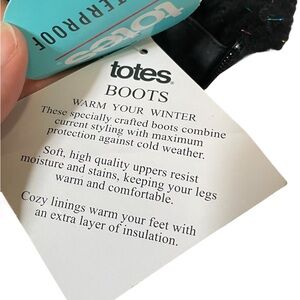 WATERPROOF
totes
totes
BOOTS
WARM YOUR WINTER
These specially crafted boots combine
current styling with maximum
protection against cold weather.
Soft, high quality uppers resist
moisture and stains, keeping your legs
warm and comfortable.
Cozy linings warm your feet with
an extra layer of insulation.